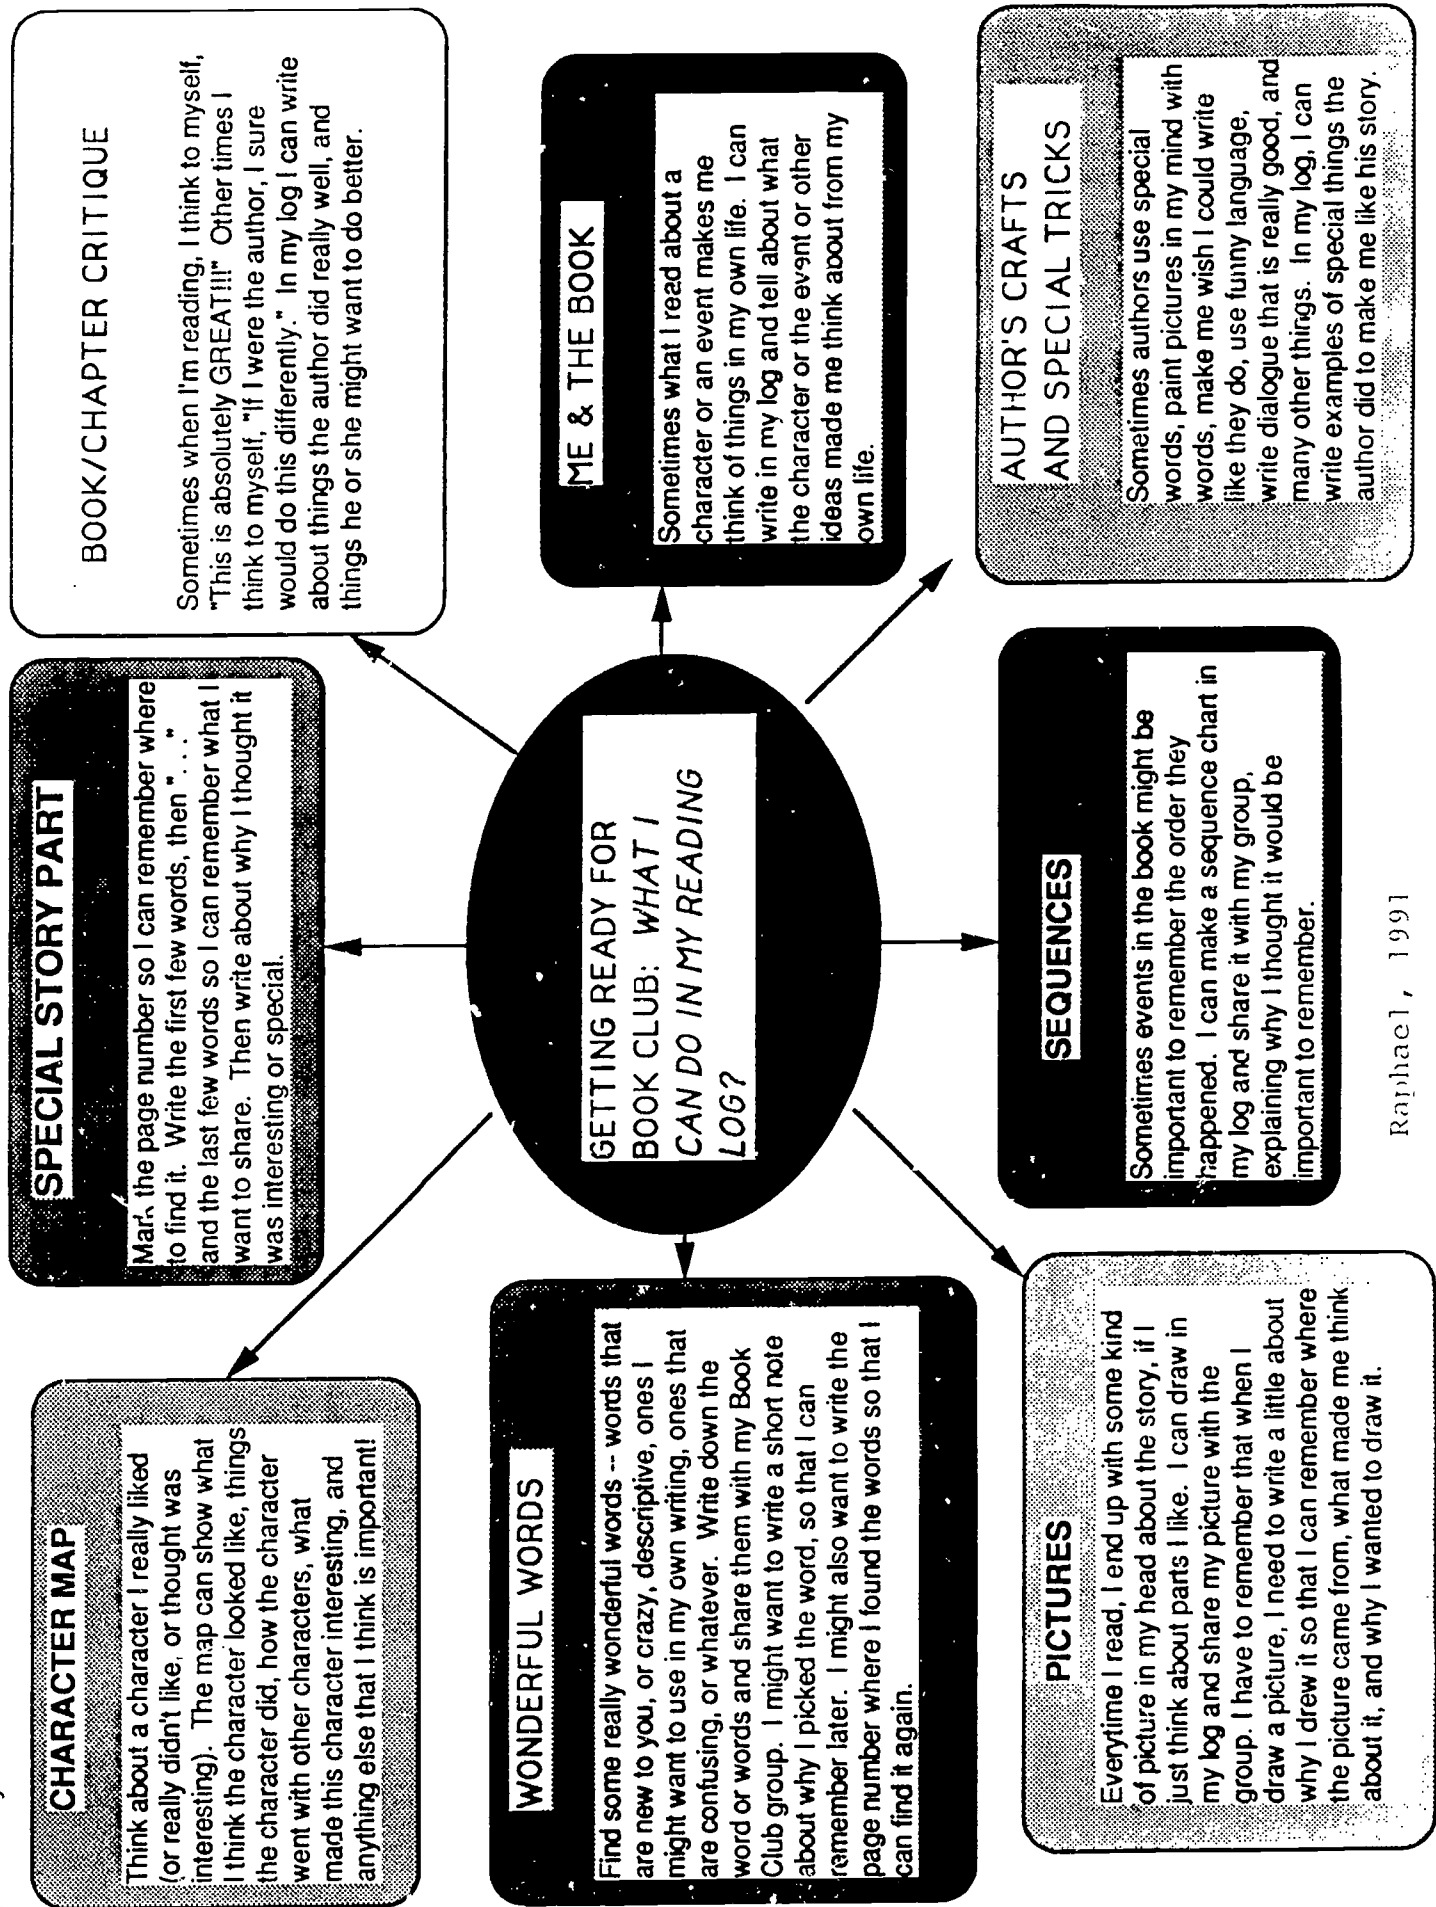 CHARACTER MAP
Think about a character I really liked
(or really didn't like, or thought was
interesting). The map can show what
I think the character looked like, things
the character did, how the character
went with other characters, what
made this character interesting, and
anything else that I think is important!
SPECIAL STORY PART
Mark the page number so I can remember where
to find it. Write the first few words, then ". . ."
and the last few words so I can remember what I
want to share. Then write about why I thought it
was interesting or special.
BOOK/CHAPTER CRITIQUE
Sometimes when I'm reading, I think to myself,
"This is absolutely GREAT!!!" Other times I
think to myself, "If I were the author, I sure
would do this differently." In my log I can write
about things the author did really well, and
things he or she might want to do better.
WONDERFUL WORDS
Find some really wonderful words -- words that
are new to you, or crazy, descriptive, ones I
might want to use in my own writing, ones that
are confusing, or whatever. Write down the
word or words and share them with my Book
Club group. I might want to write a short note
about why I picked the word, so that I can
remember later. I might also want to write the
page number where I found the words so that I
can find it again.
GETTING READY FOR
BOOK CLUB: WHAT I
CAN DO IN MY READING
LOG?
ME & THE BOOK
Sometimes what I read about a
character or an event makes me
think of things in my own life. I can
write in my log and tell about what
the character or the event or other
ideas made me think about from my
own life.
PICTURES
Everytime I read, I end up with some kind
of picture in my head about the story, if I
just think about parts I like. I can draw in
my log and share my picture with the
group. I have to remember that when I
draw a picture, I need to write a little about
why I drew it so that I can remember where
the picture came from, what made me think
about it, and why I wanted to draw it.
SEQUENCES
Sometimes events in the book might be
important to remember the order they
happened. I can make a sequence chart in
my log and share it with my group,
explaining why I thought it would be
important to remember.
AUTHOR'S CRAFTS
AND SPECIAL TRICKS
Sometimes authors use special
words, paint pictures in my mind with
words, make me wish I could write
like they do, use funny language,
write dialogue that is really good, and
many other things. In my log, I can
write examples of special things the
author did to make me like his story.
Raphael, 1991